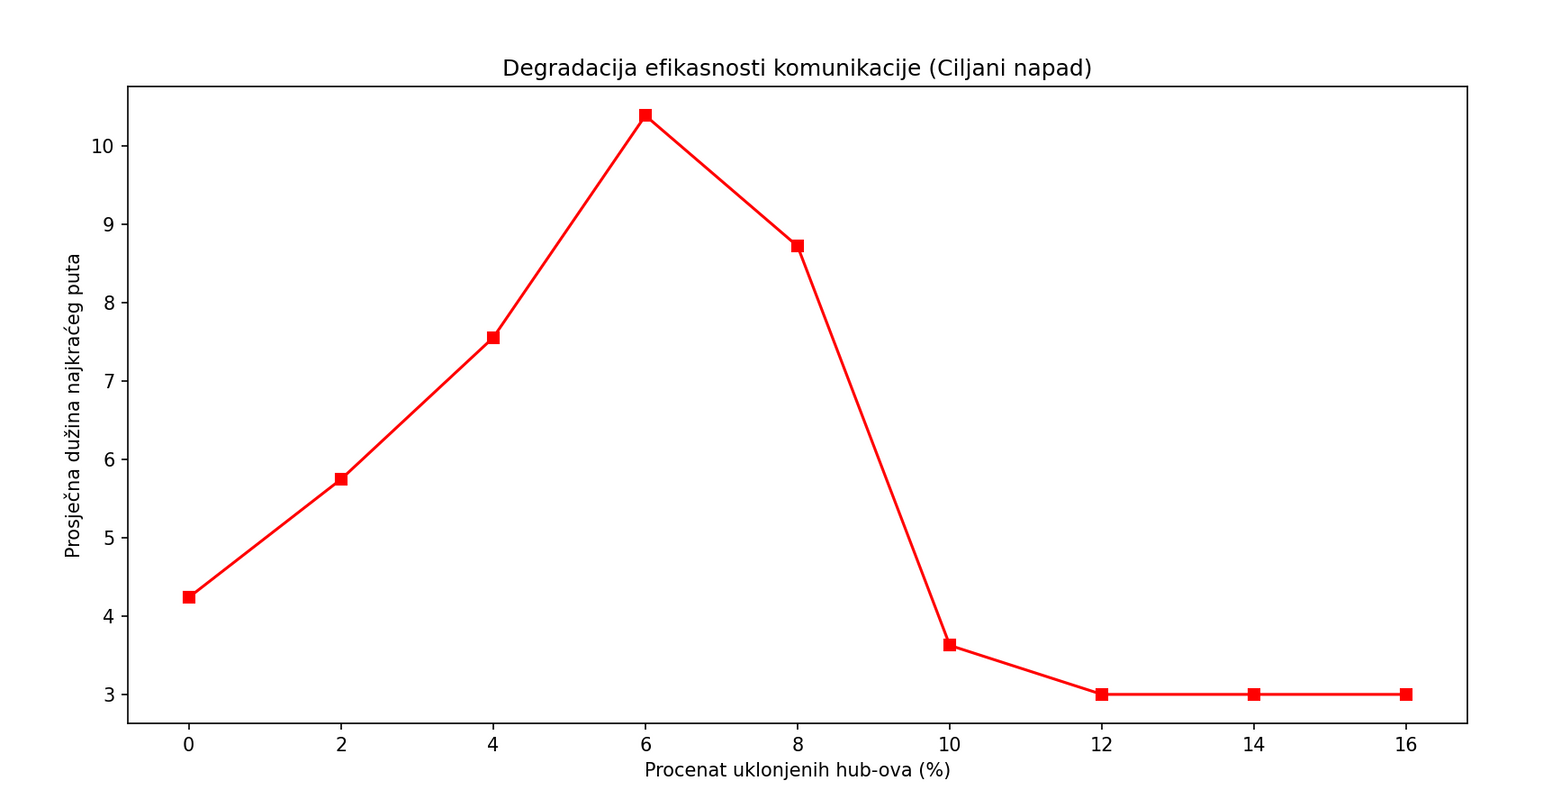 Degradacija efikasnosti komunikacije (Ciljani napad)
Prosječna dužina najkraćeg puta
10
9
8
7
6
5
4
3
0 2 4 6 8 10 12 14 16
Procenat uklonjenih hub-ova (%)